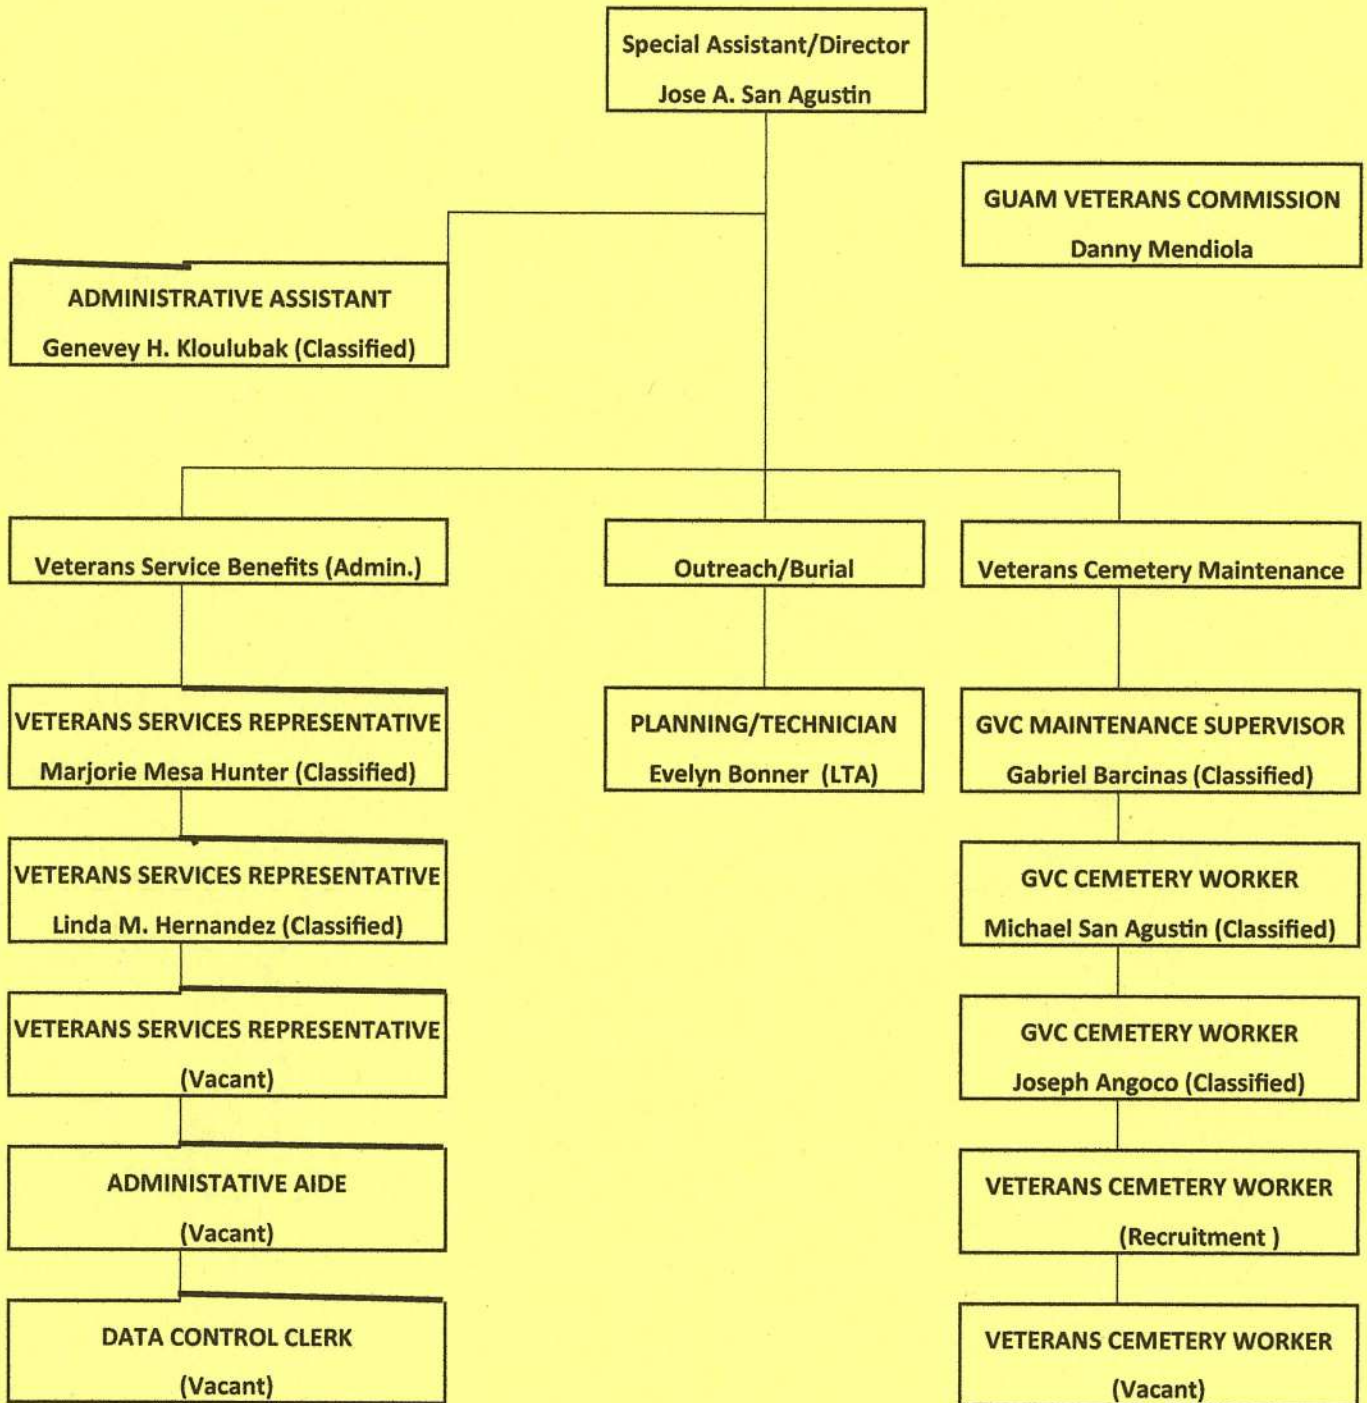 Special Assistant/Director
Jose A. San Agustin
GUAM VETERANS COMMISSION
Danny Mendiola
ADMINISTRATIVE ASSISTANT
Genevey H. Kloulubak (Classified)
Veterans Service Benefits (Admin.)
Outreach/Burial
Veterans Cemetery Maintenance
VETERANS SERVICES REPRESENTATIVE
Marjorie Mesa Hunter (Classified)
PLANNING/TECHNICIAN
Evelyn Bonner (LTA)
GVC MAINTENANCE SUPERVISOR
Gabriel Barcinas (Classified)
VETERANS SERVICES REPRESENTATIVE
Linda M. Hernandez (Classified)
GVC CEMETERY WORKER
Michael San Agustin (Classified)
VETERANS SERVICES REPRESENTATIVE
(Vacant)
GVC CEMETERY WORKER
Joseph Angoco (Classified)
ADMINISTATIVE AIDE
(Vacant)
VETERANS CEMETERY WORKER
(Recruitment )
DATA CONTROL CLERK
(Vacant)
VETERANS CEMETERY WORKER
(Vacant)